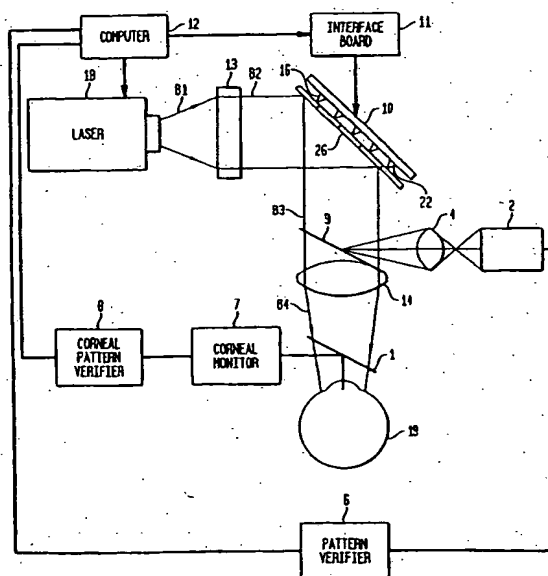 COMPUTER
12
INTERFACE
BOARD
11
18
LASER
B1
13
B2
16
10
26
22
B3
9
4
2
14
B4
8
CORNEAL
PATTERN
VERIFIER
7
CORNEAL
MONITOR
1
19
6
PATTERN
VERIFIER